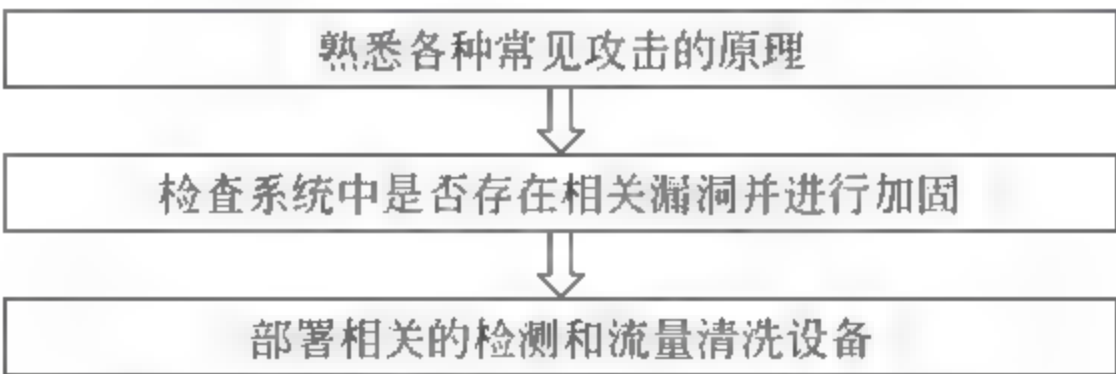 熟悉各种常见攻击的原理
检查系统中是否存在相关漏洞并进行加固
部署相关的检测和流量清洗设备